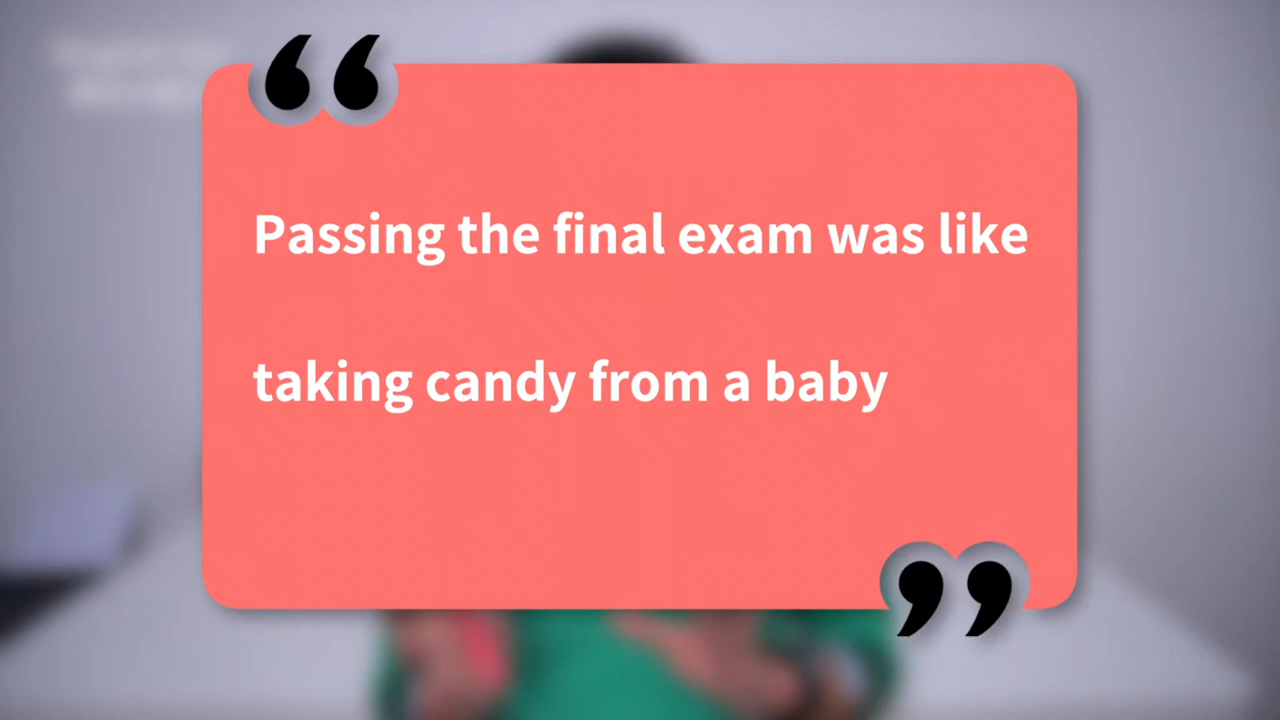 “
Passing the final exam was like
taking candy from a baby
”